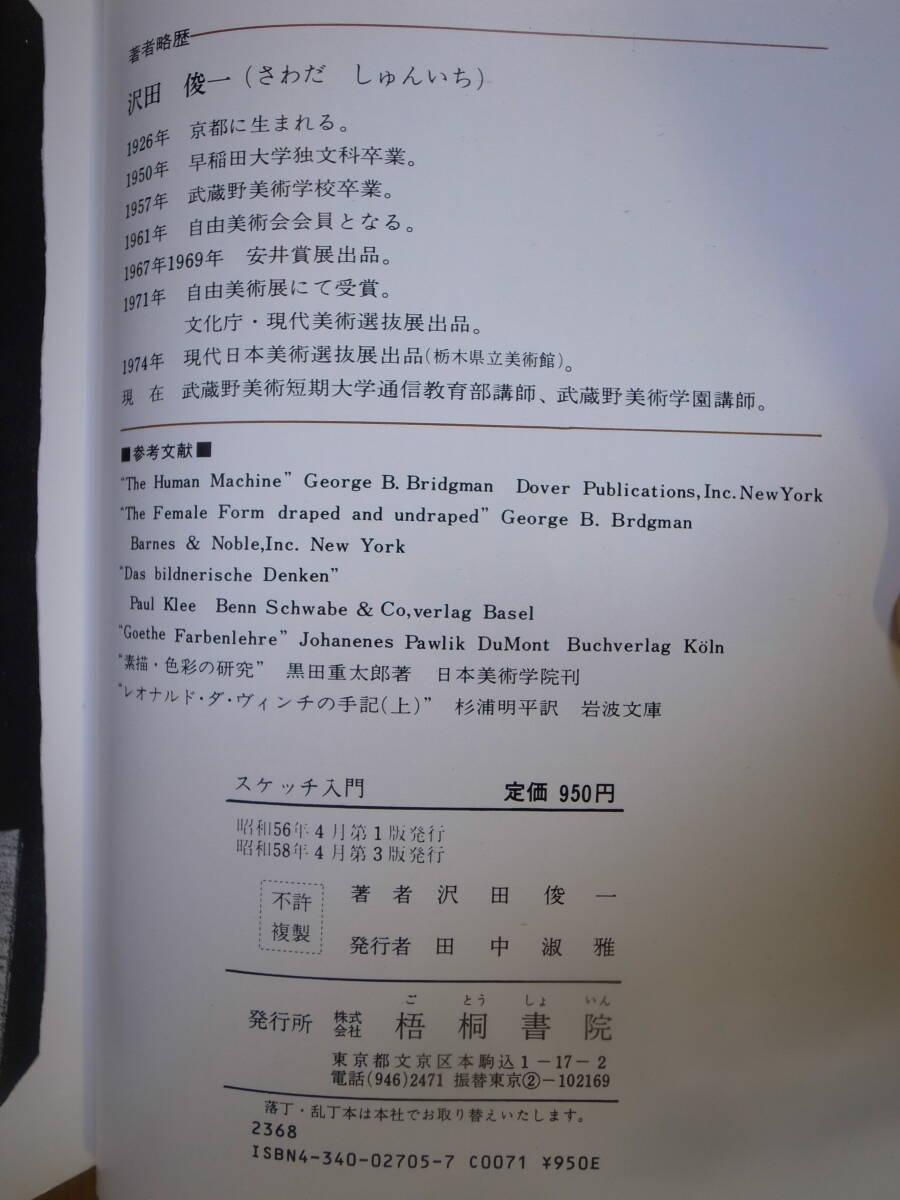 著者略歴
沢田 俊一（さわだ しゅんいち）
1926年 京都に生まれる。
1950年 早稲田大学独文科卒業。
1957年 武蔵野美術学校卒業。
1961年 自由美術会会員となる。
1967年1969年 安井賞展出品。
1971年 自由美術展にて受賞。
文化庁・現代美術選抜展出品。
1974年 現代日本美術選抜展出品（栃木県立美術館）。
現在 武蔵野美術短期大学通信教育部講師、武蔵野美術学園講師。
■参考文献■
“The Human Machine” George B. Bridgman Dover Publications,Inc. NewYork
“The Female Form draped and undraped” George B. Brdgman
Barnes & Noble,Inc. New York
“Das bildnerische Denken”
Paul Klee Benn Schwabe & Co,verlag Basel
“Goethe Farbenlehre” Johanenes Pawlik DuMont Buchverlag Köln
“素描・色彩の研究” 黒田重太郎著 日本美術学院刊
“レオナルド・ダ・ヴィンチの手記（上）” 杉浦明平訳 岩波文庫
スケッチ入門 定価 950円
昭和56年4月第1版発行
昭和58年4月第3版発行
不許
複製
著者 沢田俊一
発行者 田中淑雅
ご とう しょ いん
発行所 株式会社 梧桐書院
東京都文京区本駒込1－17－2
電話(946)2471 振替東京②－102169
落丁・乱丁本は本社でお取り替えいたします。
2368
ISBN4-340-02705-7 C0071 ¥950E